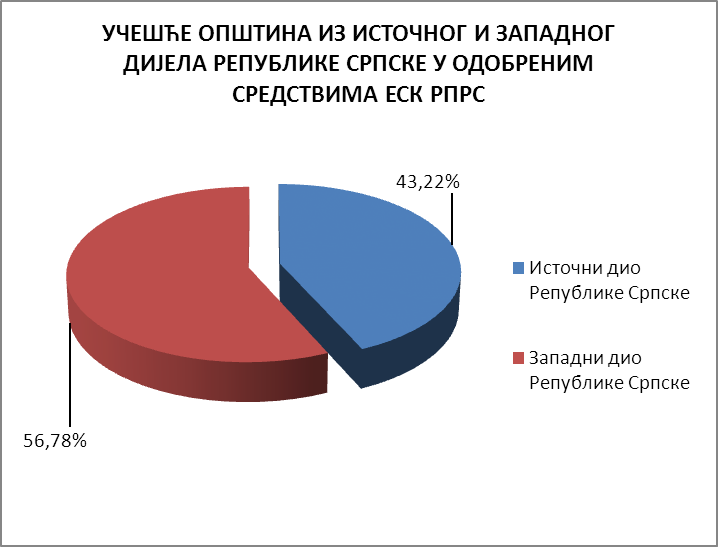 УЧЕШЋЕ ОПШТИНА ИЗ ИСТОЧНОГ И ЗАПАДНОГ
ДИЈЕЛА РЕПУБЛИКЕ СРПСКЕ У ОДОБРЕНИМ
СРЕДСТВИМА ЕСК РПРС
43,22%
Источни дио
Републике Српске
Западни дио
Републике Српске
56,78%